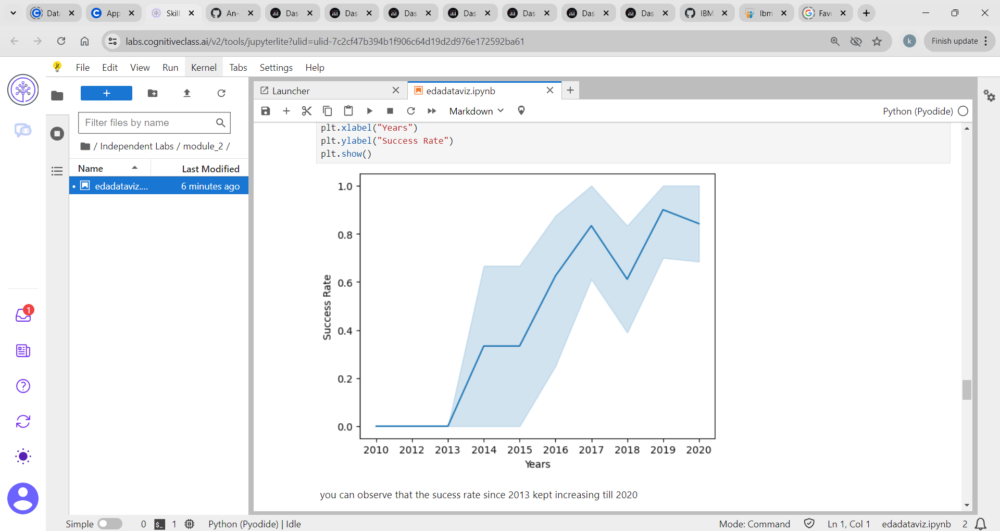 Data
App
Skill
An-
Das
Das
Das
Das
Das
Das
Das
IBM
Ibm
Favo
labs.cognitiveclass.ai/v2/tools/jupyterlite?ulid=ulid-7c2cf47b394b1f906c64d19d2d976e172592ba61
k
Finish update
File Edit View Run Kernel Tabs Settings Help
Launcher
edadataviz.ipynb
Markdown
Python (Pyodide)
Filter files by name
/ Independent Labs / module_2 /
Name
Last Modified
edadataviz....
6 minutes ago
1
plt.xlabel("Years")
plt.ylabel("Success Rate")
plt.show()
1.0
0.8
0.6
0.4
0.2
0.0
Success Rate
2010 2012 2013 2014 2015 2016 2017 2018 2019 2020
Years
you can observe that the sucess rate since 2013 kept increasing till 2020
Simple
0
$_
1
Python (Pyodide) | Idle
Mode: Command
Ln 1, Col 1
edadataviz.ipynb
2